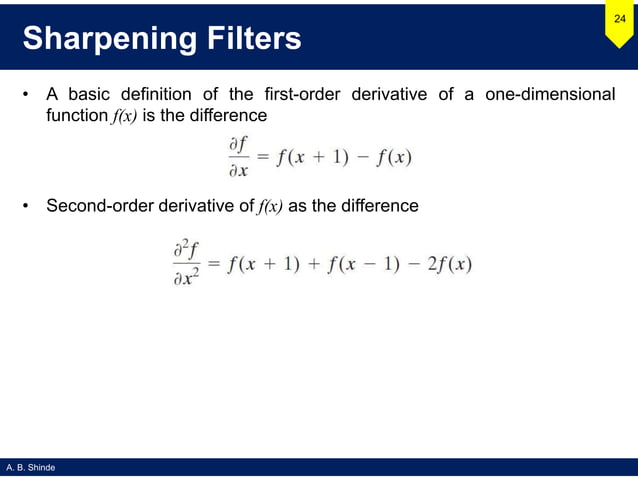 24
Sharpening Filters
• A basic definition of the first-order derivative of a one-dimensional
function f(x) is the difference
∂f/∂x = f(x + 1) − f(x)
• Second-order derivative of f(x) as the difference
∂²f/∂x² = f(x + 1) + f(x − 1) − 2f(x)
A. B. Shinde